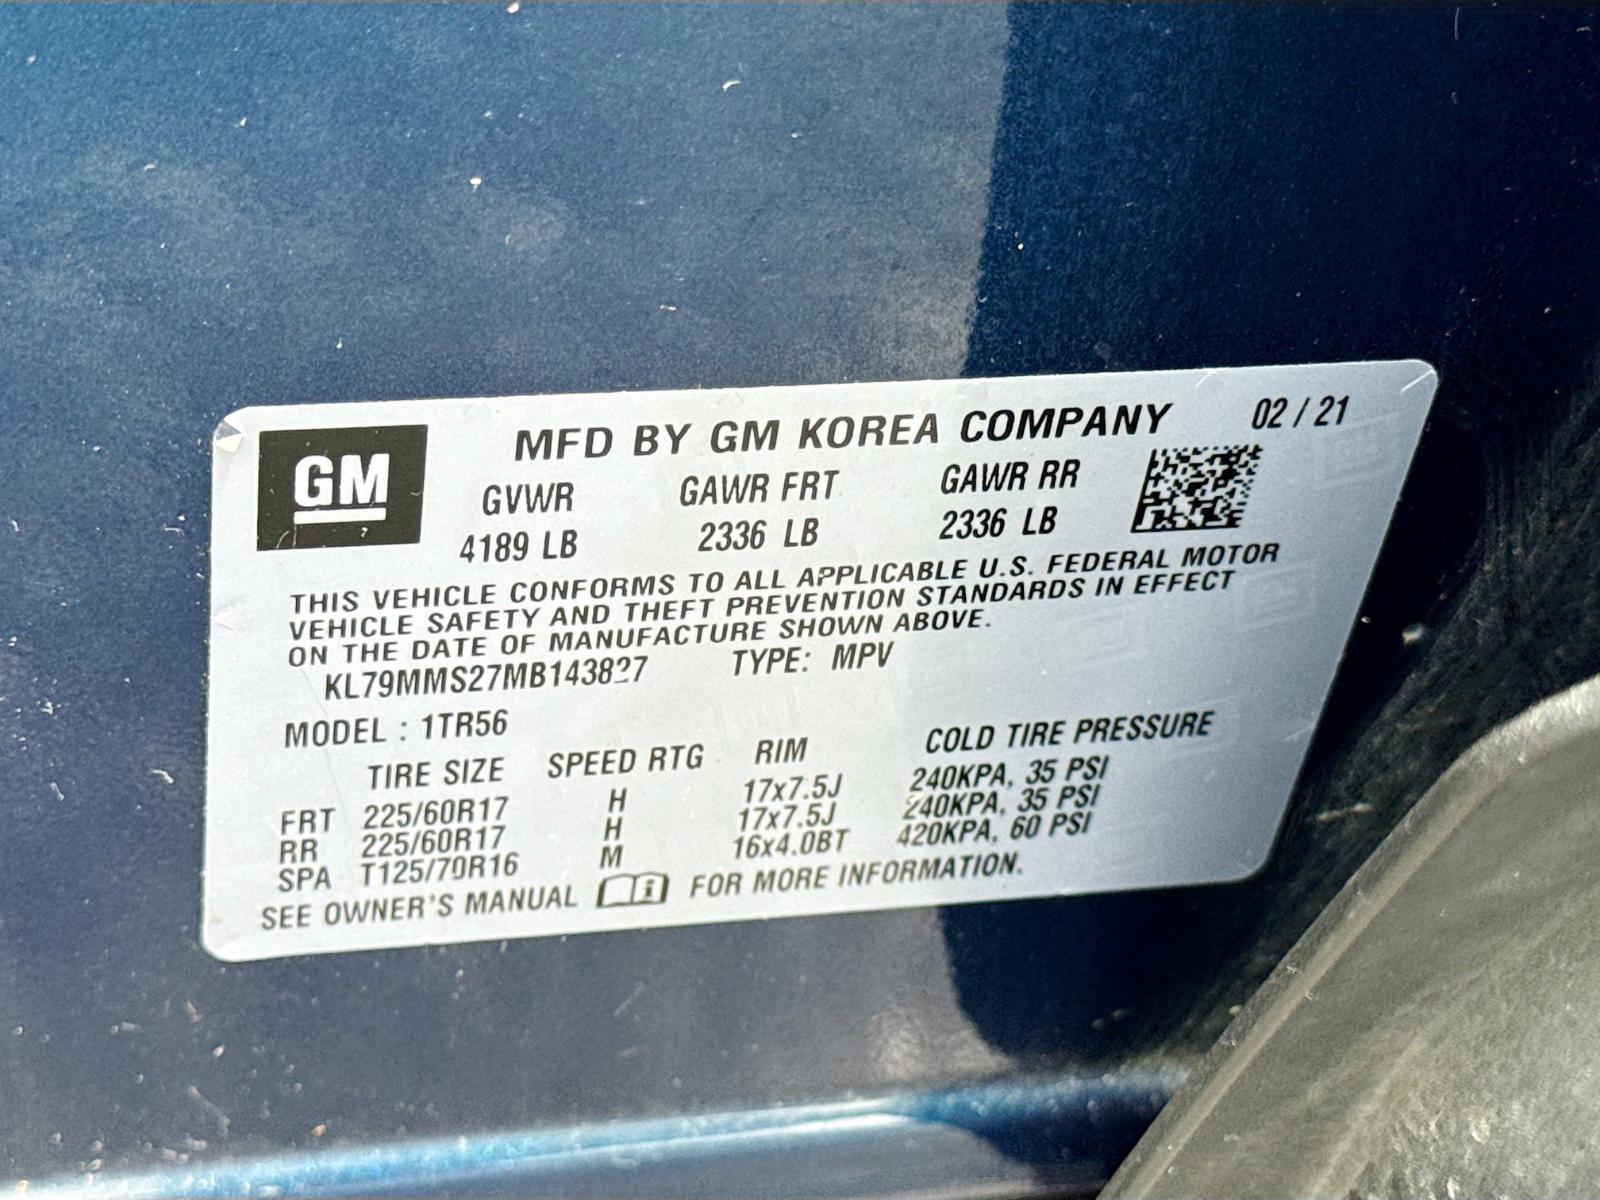 GM
MFD BY GM KOREA COMPANY 02 / 21
GVWR GAWR FRT GAWR RR
4189 LB 2336 LB 2336 LB
THIS VEHICLE CONFORMS TO ALL APPLICABLE U.S. FEDERAL MOTOR
VEHICLE SAFETY AND THEFT PREVENTION STANDARDS IN EFFECT
ON THE DATE OF MANUFACTURE SHOWN ABOVE.
KL79MMS27MB143827 TYPE: MPV
MODEL : 1TR56
TIRE SIZE SPEED RTG RIM COLD TIRE PRESSURE
FRT 225/60R17 H 17x7.5J 240KPA, 35 PSI
RR 225/60R17 H 17x7.5J 240KPA, 35 PSI
SPA T125/70R16 M 16x4.0BT 420KPA, 60 PSI
SEE OWNER'S MANUAL FOR MORE INFORMATION.